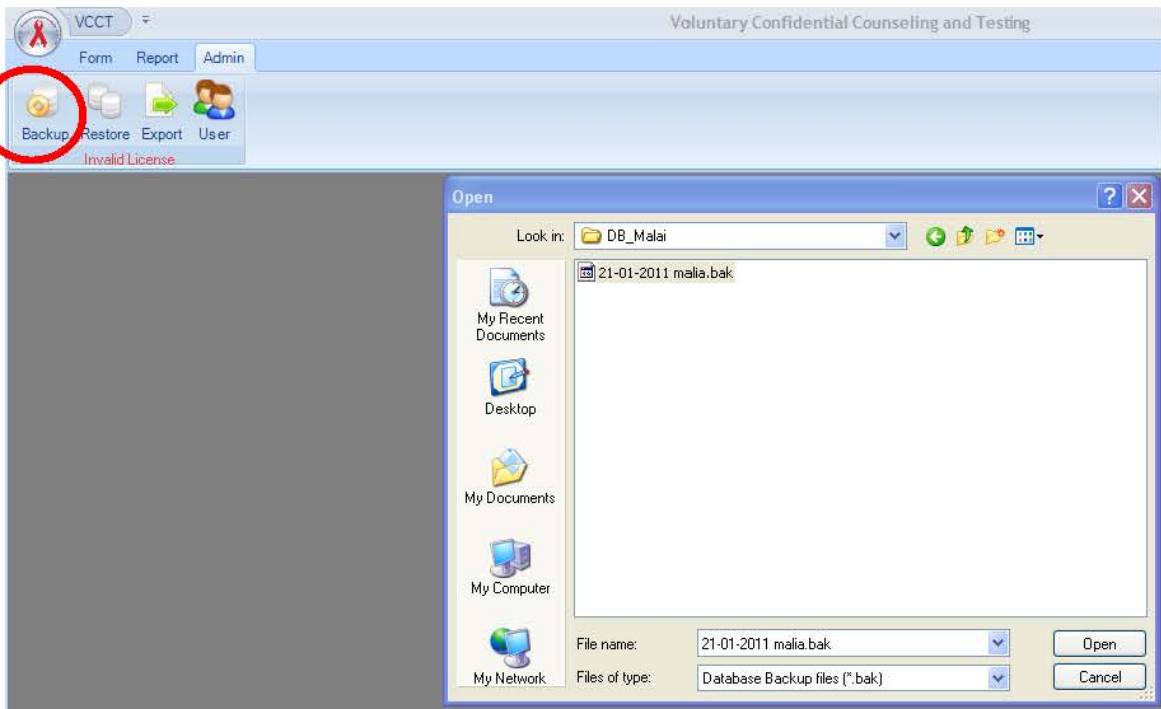 VCCT
Voluntary Confidential Counseling and Testing
Form Report Admin
Backup Restore Export User
Invalid License
Open
Look in: DB_Malai
21-01-2011 malia.bak
My Recent
Documents
Desktop
My Documents
My Computer
My Network
File name: 21-01-2011 malia.bak Open
Files of type: Database Backup files (*.bak) Cancel